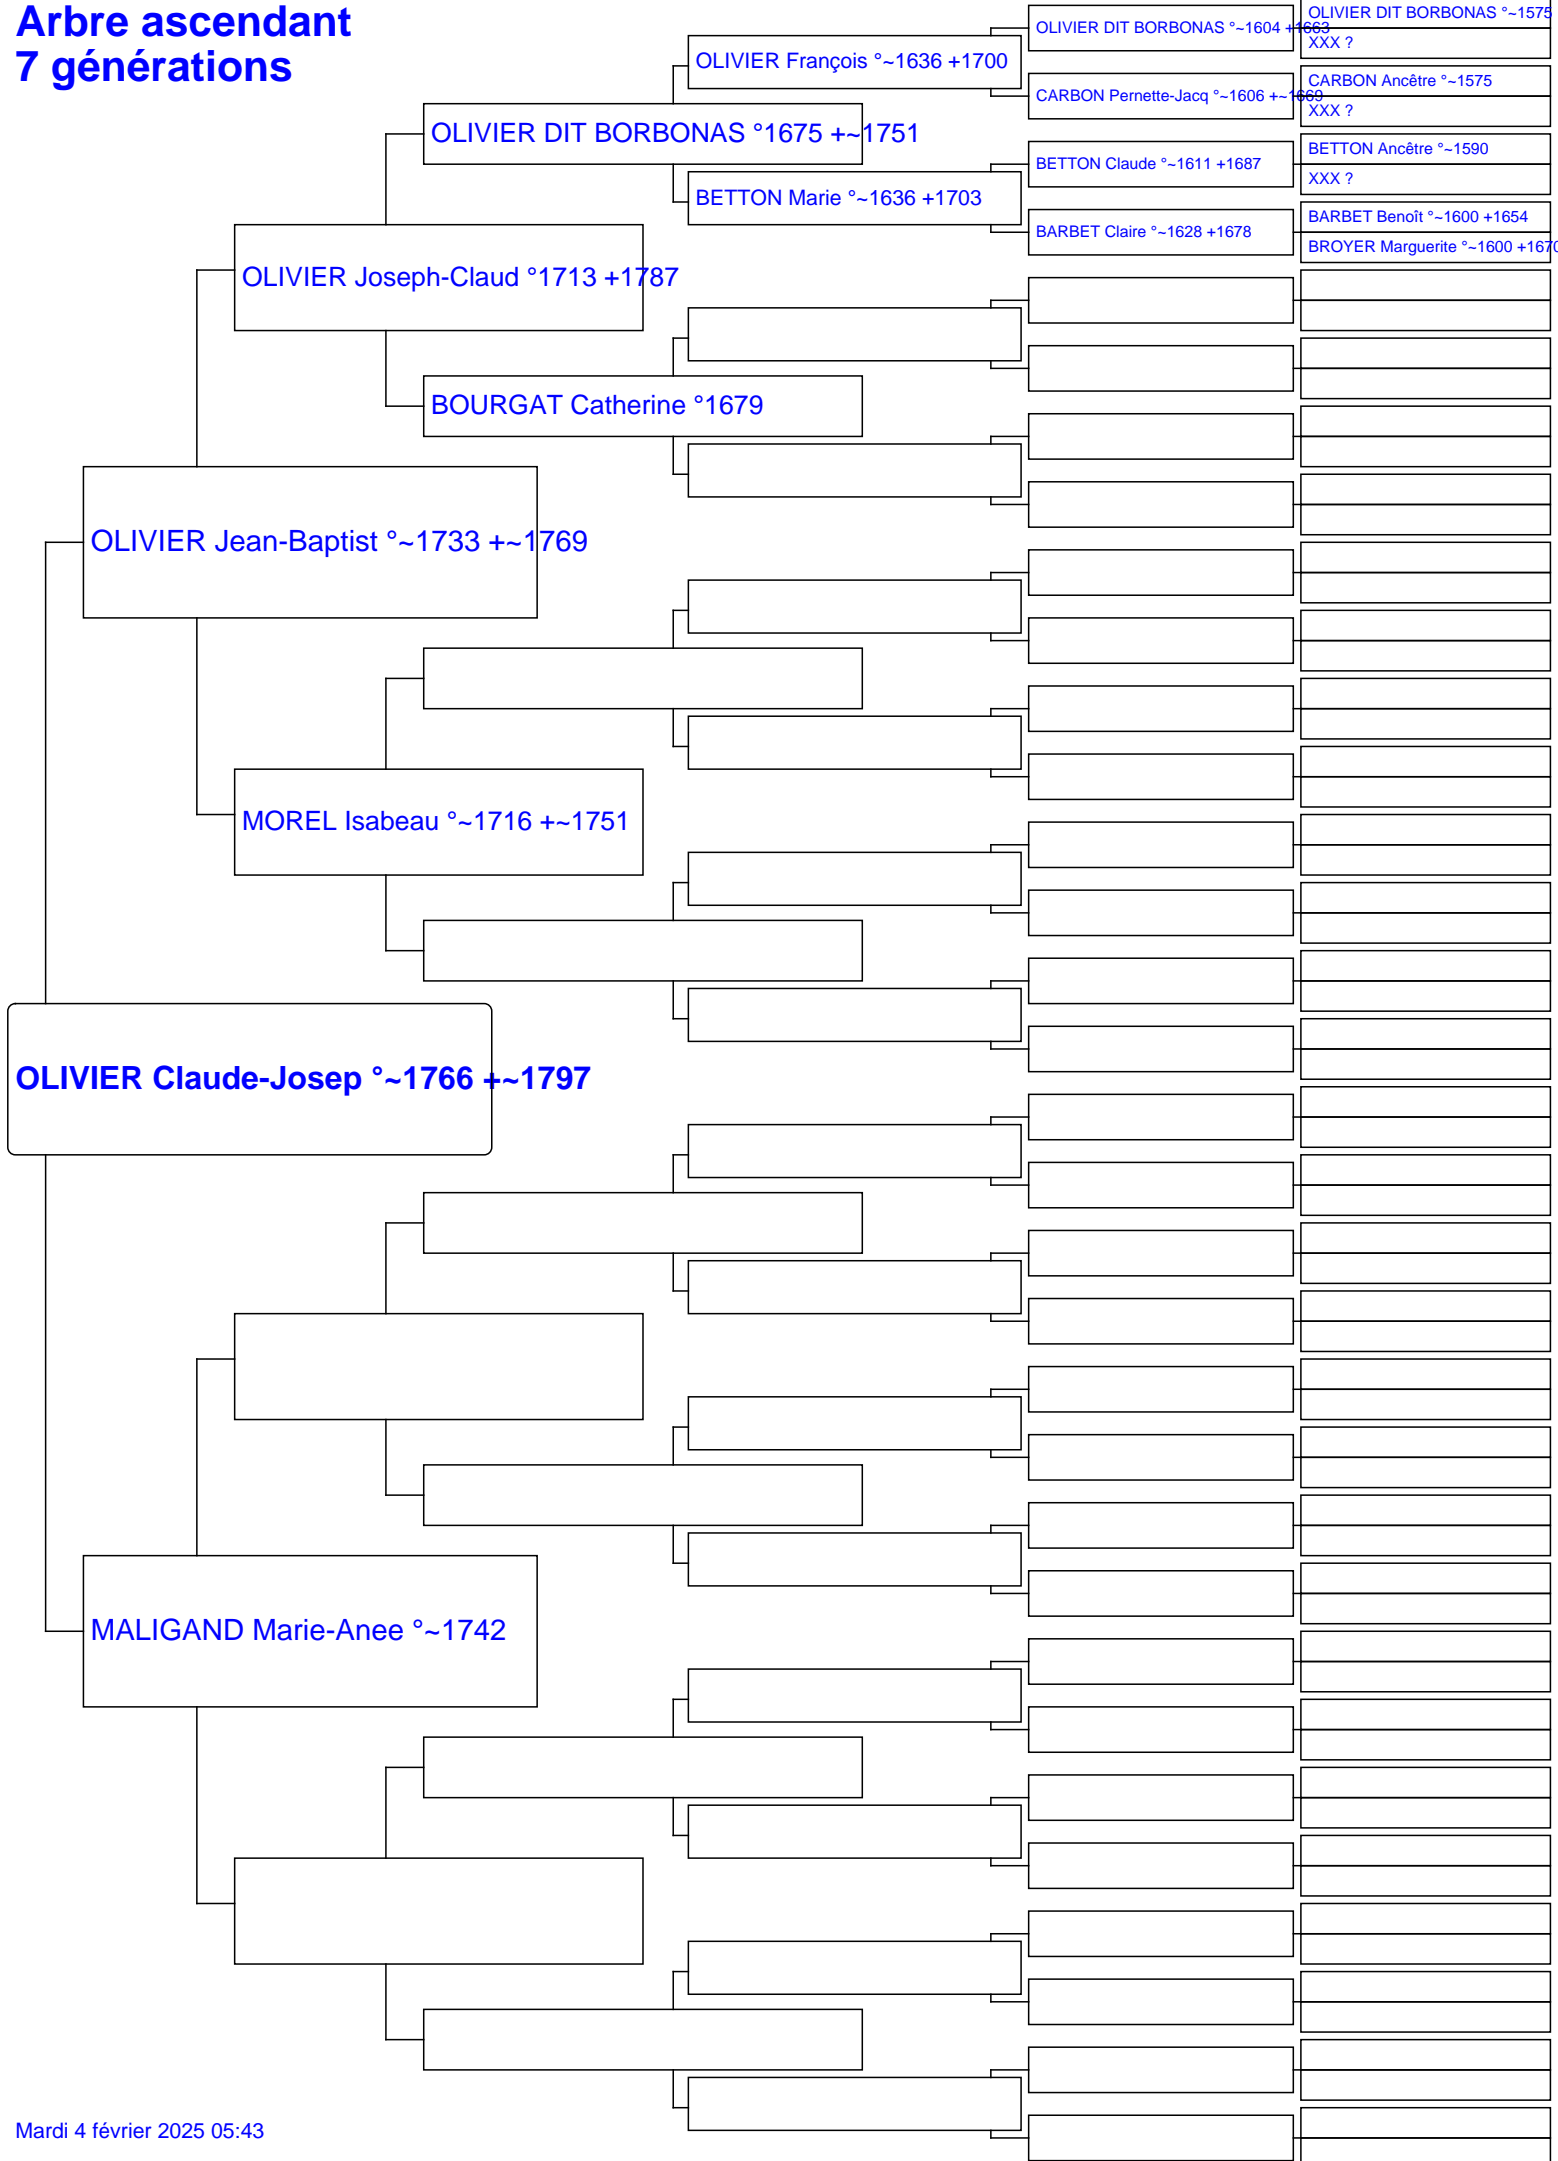 Arbre ascendant
7 générations
OLIVIER DIT BORBONAS °~1575
XXX ?
OLIVIER DIT BORBONAS °~1604 +1663
OLIVIER François °~1636 +1700
CARBON Ancêtre °~1575
XXX ?
CARBON Pernette-Jacq °~1606 +~1669
OLIVIER DIT BORBONAS °1675 +~1751
BETTON Ancêtre °~1590
XXX ?
BETTON Claude °~1611 +1687
BETTON Marie °~1636 +1703
BARBET Benoît °~1600 +1654
BROYER Marguerite °~1600 +1670
BARBET Claire °~1628 +1678
OLIVIER Joseph-Claud °1713 +1787
BOURGAT Catherine °1679
OLIVIER Jean-Baptist °~1733 +~1769
MOREL Isabeau °~1716 +~1751
OLIVIER Claude-Josep °~1766 +~1797
MALIGAND Marie-Anee °~1742
Mardi 4 février 2025 05:43